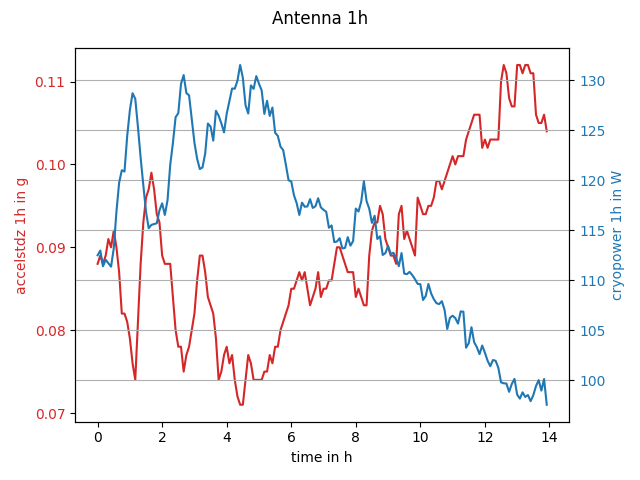 Antenna 1h
accelstdz 1h in g
0.11
0.10
0.09
0.08
0.07
130
125
120
115
110
105
100
cryopower 1h in W
0 2 4 6 8 10 12 14
time in h